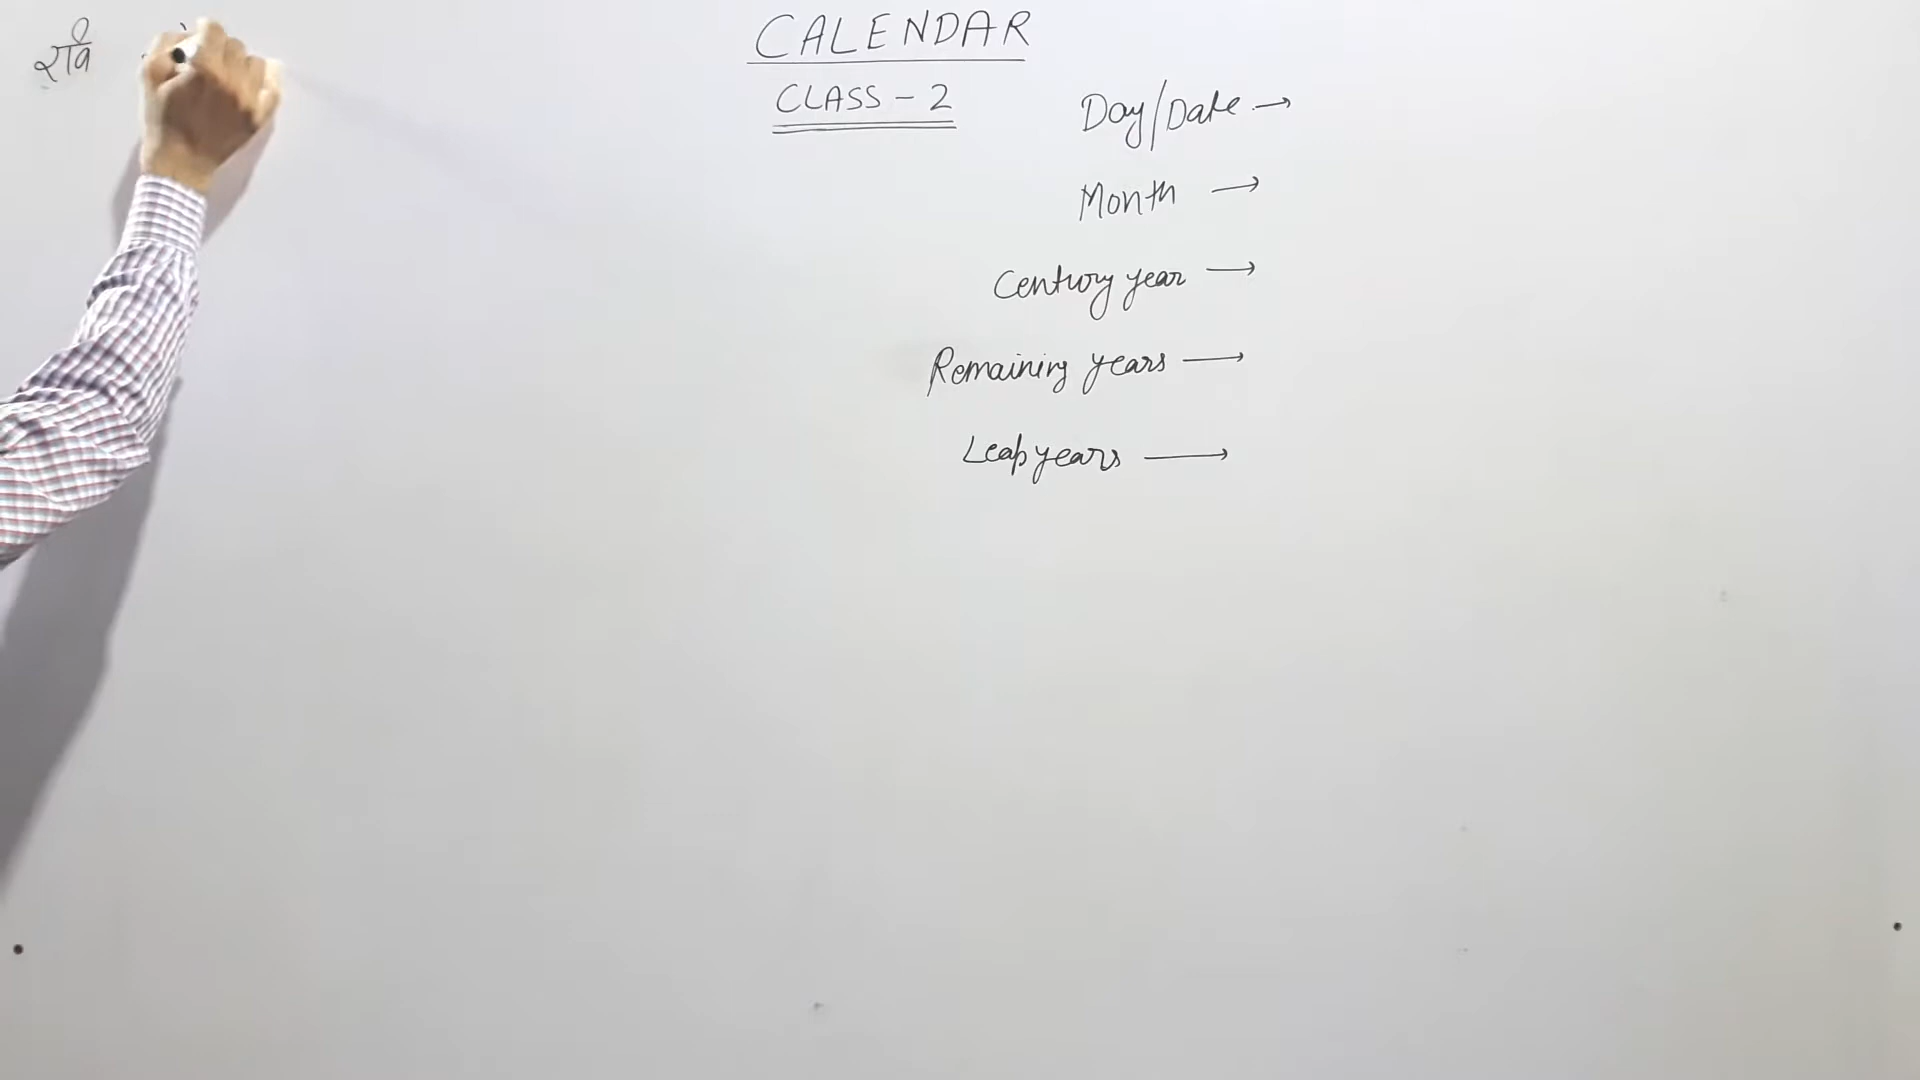 रवि
CALENDAR
CLASS - 2
Day/Date →
Month →
Century year →
Remaining years →
Leap years →